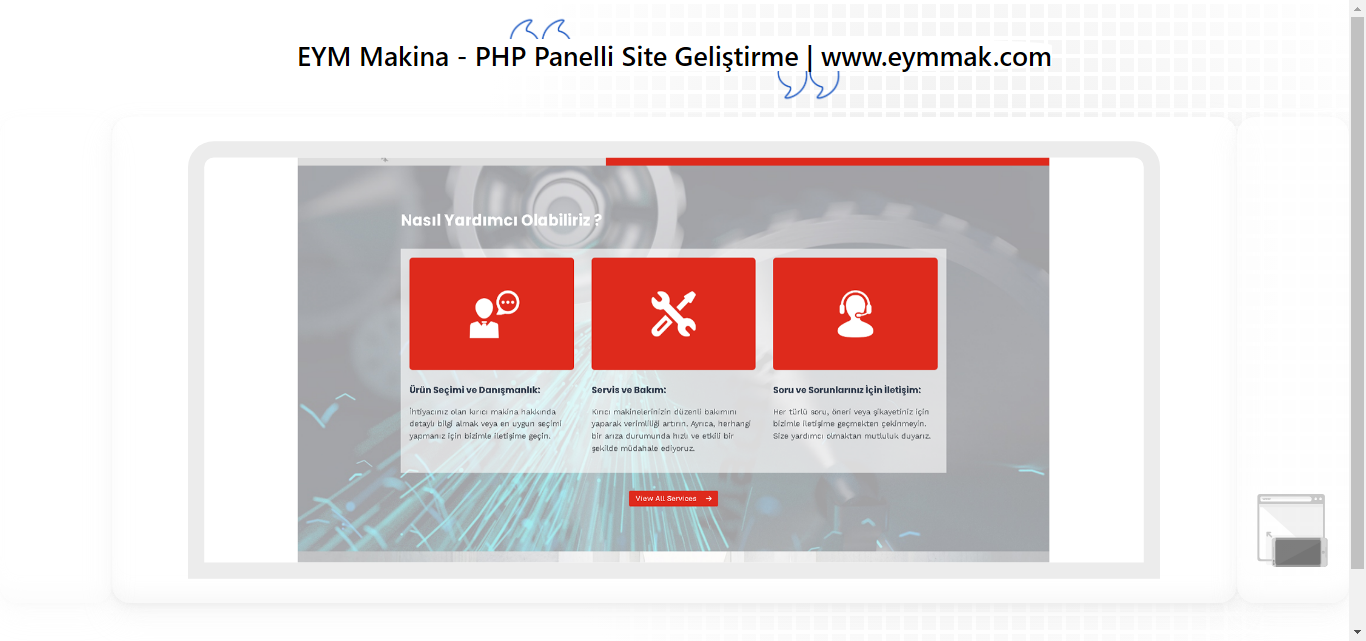 EYM Makina - PHP Panelli Site Geliştirme | www.eymmak.com
Nasıl Yardımcı Olabiliriz ?
Ürün Seçimi ve Danışmanlık:
İhtiyacınız olan kırıcı makina hakkında
detaylı bilgi almak veya en uygun seçimi
yapmanız için bizimle iletişime geçin.
Servis ve Bakım:
Kırıcı makinelerinizin düzenli bakımını
yaparak verimliliği artırın. Ayrıca, herhangi
bir arıza durumunda hızlı ve etkili bir
şekilde müdahale ediyoruz.
Soru ve Sorunlarınız İçin İletişim:
Her türlü soru, öneri veya şikayetiniz için
bizimle iletişime geçmekten çekinmeyin.
Size yardımcı olmaktan mutluluk duyarız.
View All Services